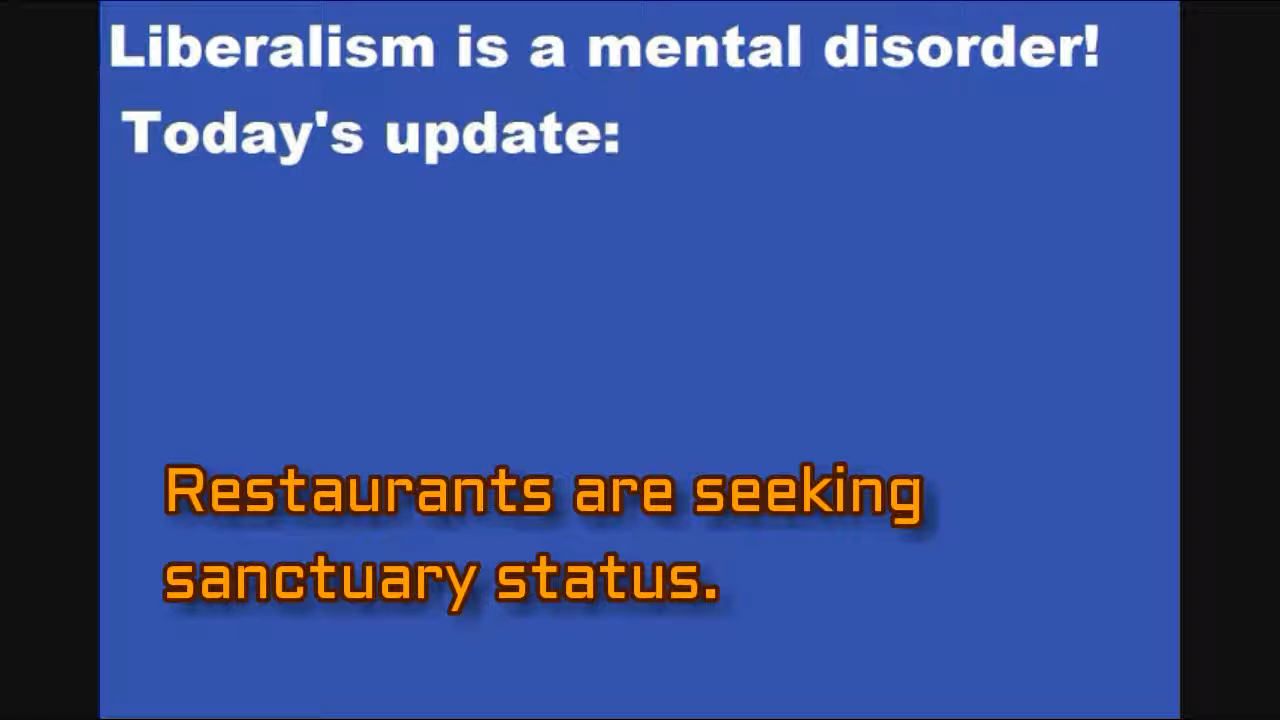 Liberalism is a mental disorder!
Today's update:
Restaurants are seeking
sanctuary status.